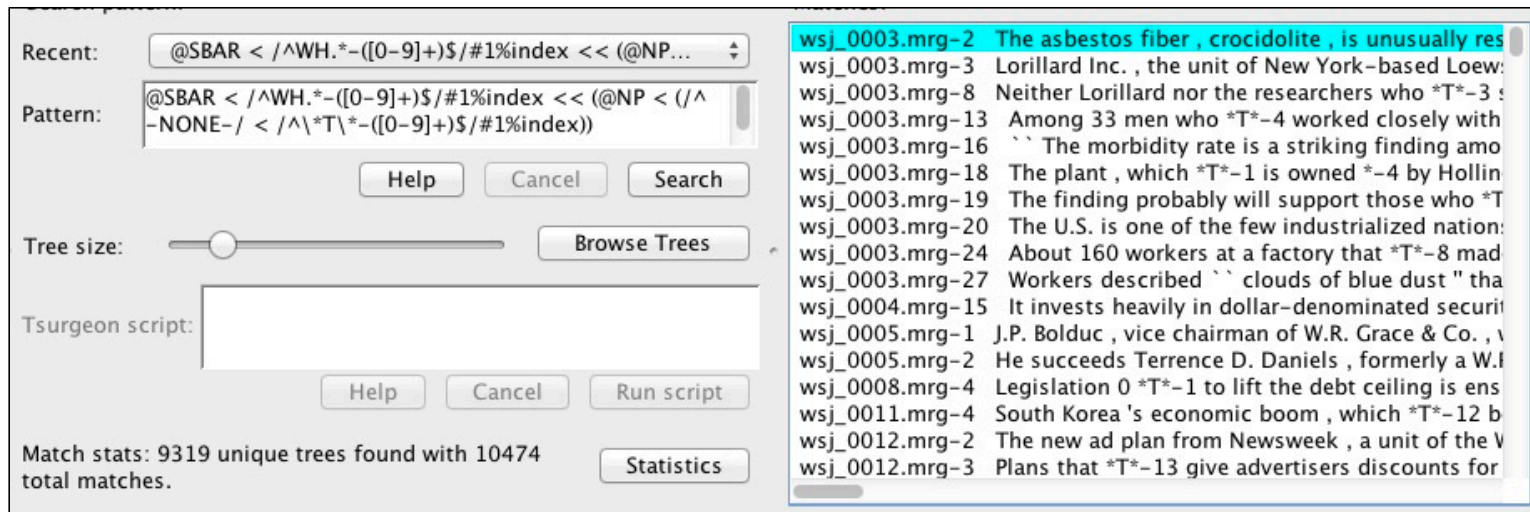 Recent:
@SBAR < /^WH.*-([0-9]+)$/#1%index << (@NP...
Pattern:
@SBAR < /^WH.*-([0-9]+)$/#1%index << (@NP < (/^
-NONE-/ < /^\*T\*-([0-9]+)$/#1%index))
Help Cancel Search
Tree size:
Browse Trees
Tsurgeon script:
Help Cancel Run script
Match stats: 9319 unique trees found with 10474
total matches.
Statistics
wsj_0003.mrg-2 The asbestos fiber , crocidolite , is unusually res
wsj_0003.mrg-3 Lorillard Inc. , the unit of New York-based Loew
wsj_0003.mrg-8 Neither Lorillard nor the researchers who *T*-3 s
wsj_0003.mrg-13 Among 33 men who *T*-4 worked closely with
wsj_0003.mrg-16 `` The morbidity rate is a striking finding amo
wsj_0003.mrg-18 The plant , which *T*-1 is owned *-4 by Hollin
wsj_0003.mrg-19 The finding probably will support those who *T
wsj_0003.mrg-20 The U.S. is one of the few industrialized nation
wsj_0003.mrg-24 About 160 workers at a factory that *T*-8 mad
wsj_0003.mrg-27 Workers described `` clouds of blue dust '' tha
wsj_0004.mrg-15 It invests heavily in dollar-denominated securit
wsj_0005.mrg-1 J.P. Bolduc , vice chairman of W.R. Grace & Co. ,
wsj_0005.mrg-2 He succeeds Terrence D. Daniels , formerly a W.
wsj_0008.mrg-4 Legislation 0 *T*-1 to lift the debt ceiling is ens
wsj_0011.mrg-4 South Korea 's economic boom , which *T*-12 b
wsj_0012.mrg-2 The new ad plan from Newsweek , a unit of the
wsj_0012.mrg-3 Plans that *T*-13 give advertisers discounts for